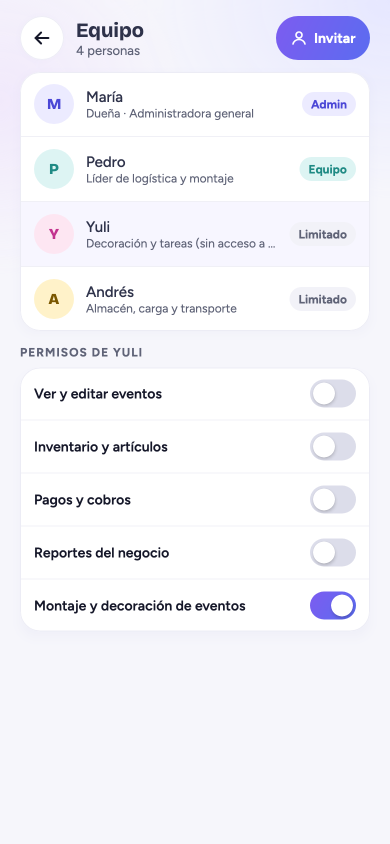 Equipo
4 personas
Invitar
M
María
Dueña · Administradora general
Admin
P
Pedro
Líder de logística y montaje
Equipo
Y
Yuli
Decoración y tareas (sin acceso a ...
Limitado
A
Andrés
Almacén, carga y transporte
Limitado
PERMISOS DE YULI
Ver y editar eventos
Inventario y artículos
Pagos y cobros
Reportes del negocio
Montaje y decoración de eventos